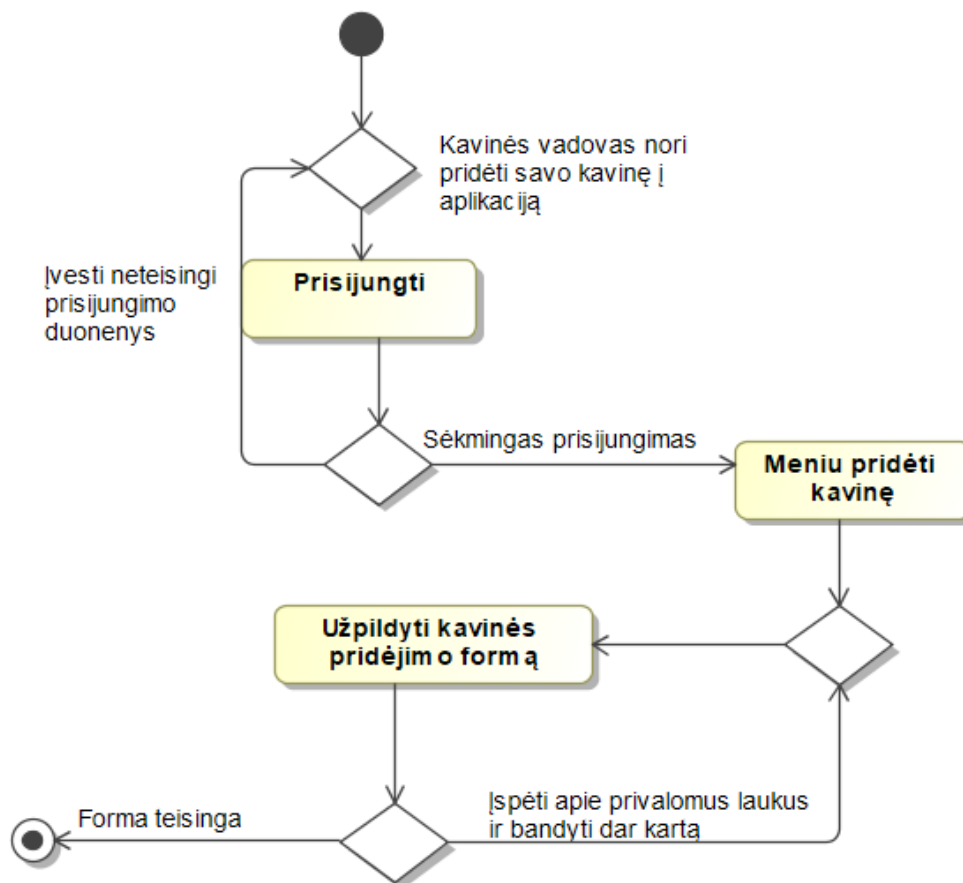 Kavinės vadovas nori
pridėti savo kavinę į
aplikaciją
Įvesti neteisingi
prisijungimo
duonenys
Prisijungti
Sėkmingas prisijungimas
Meniu pridėti
kavinę
Užpildyti kavinės
pridėjimo formą
Forma teisinga
Įspėti apie privalomus laukus
ir bandyti dar kartą